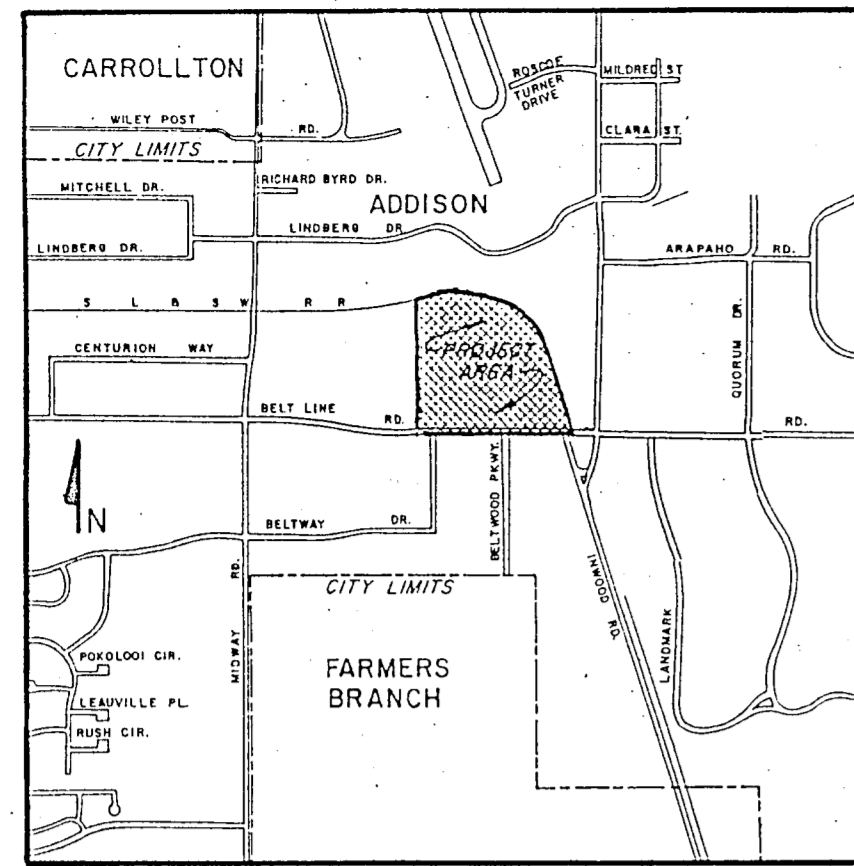 CARROLLTON
ROSCOE
TURNER
DRIVE
MILDRED ST
WILEY POST RD.
CLARA ST.
CITY LIMITS
MITCHELL DR.
RICHARD BYRD DR.
ADDISON
LINDBERG DR.
LINDBERG DR
ARAPAHO RD.
S L & S W R R
QUORUM DR.
PROJECT
AREA
CENTURION WAY
BELT LINE RD. RD.
N
BELTWAY DR.
BELTWOOD PKWY.
INWOOD RD.
LANDMARK
MIDWAY RD.
CITY LIMITS
FARMERS
BRANCH
POKOLODI CIR.
LEAUVILLE PL.
RUSH CIR.